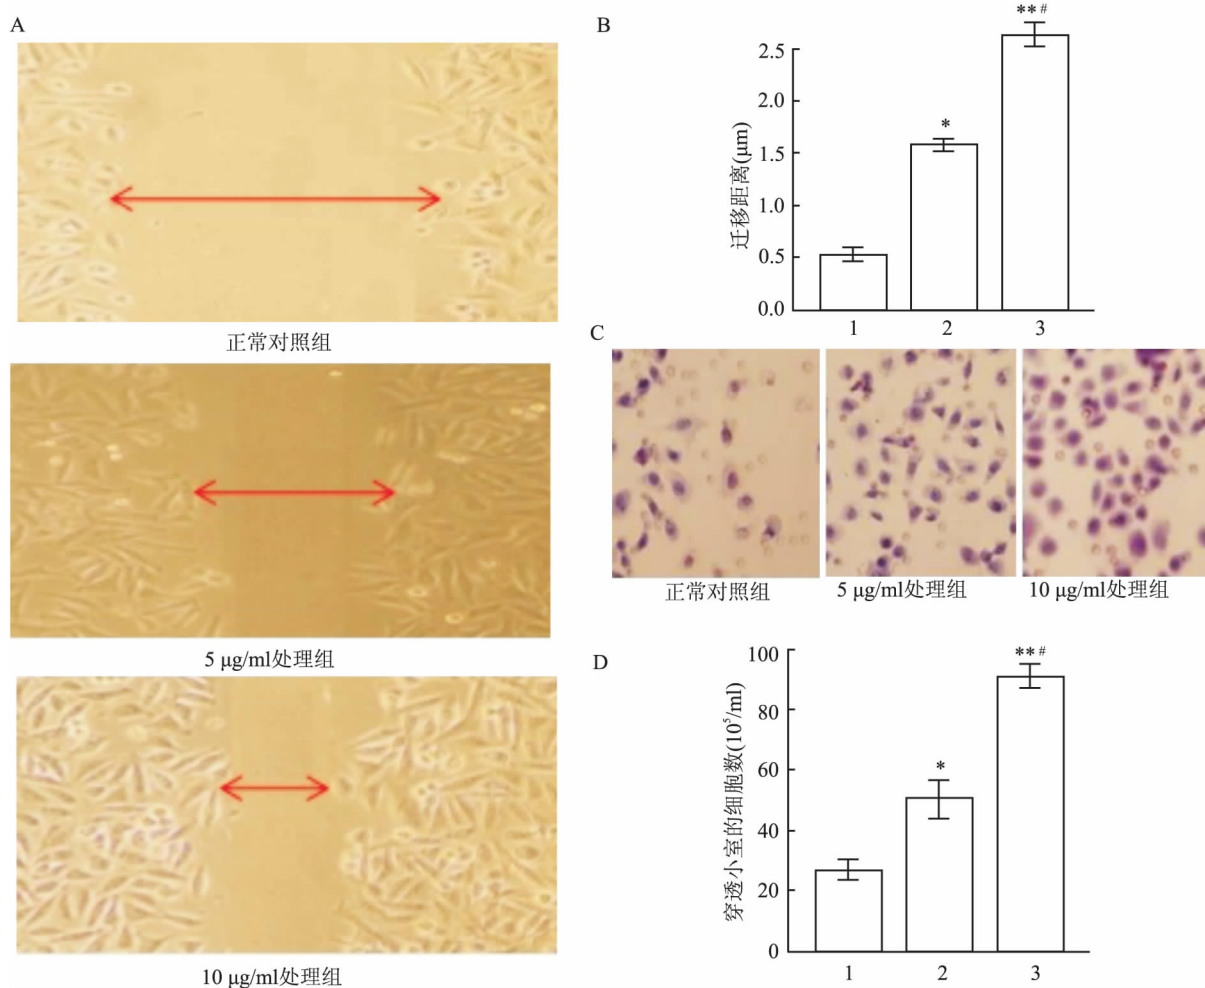 A
正常对照组
5 μg/ml处理组
10 μg/ml处理组
B
迁移距离(μm)
2.5
2.0
1.5
1.0
0.5
0.0
*
** #
1 2 3
C
正常对照组 5 μg/ml处理组 10 μg/ml处理组
D
穿透小室的细胞数(10⁵/ml)
100
80
60
40
20
0
*
** #
1 2 3